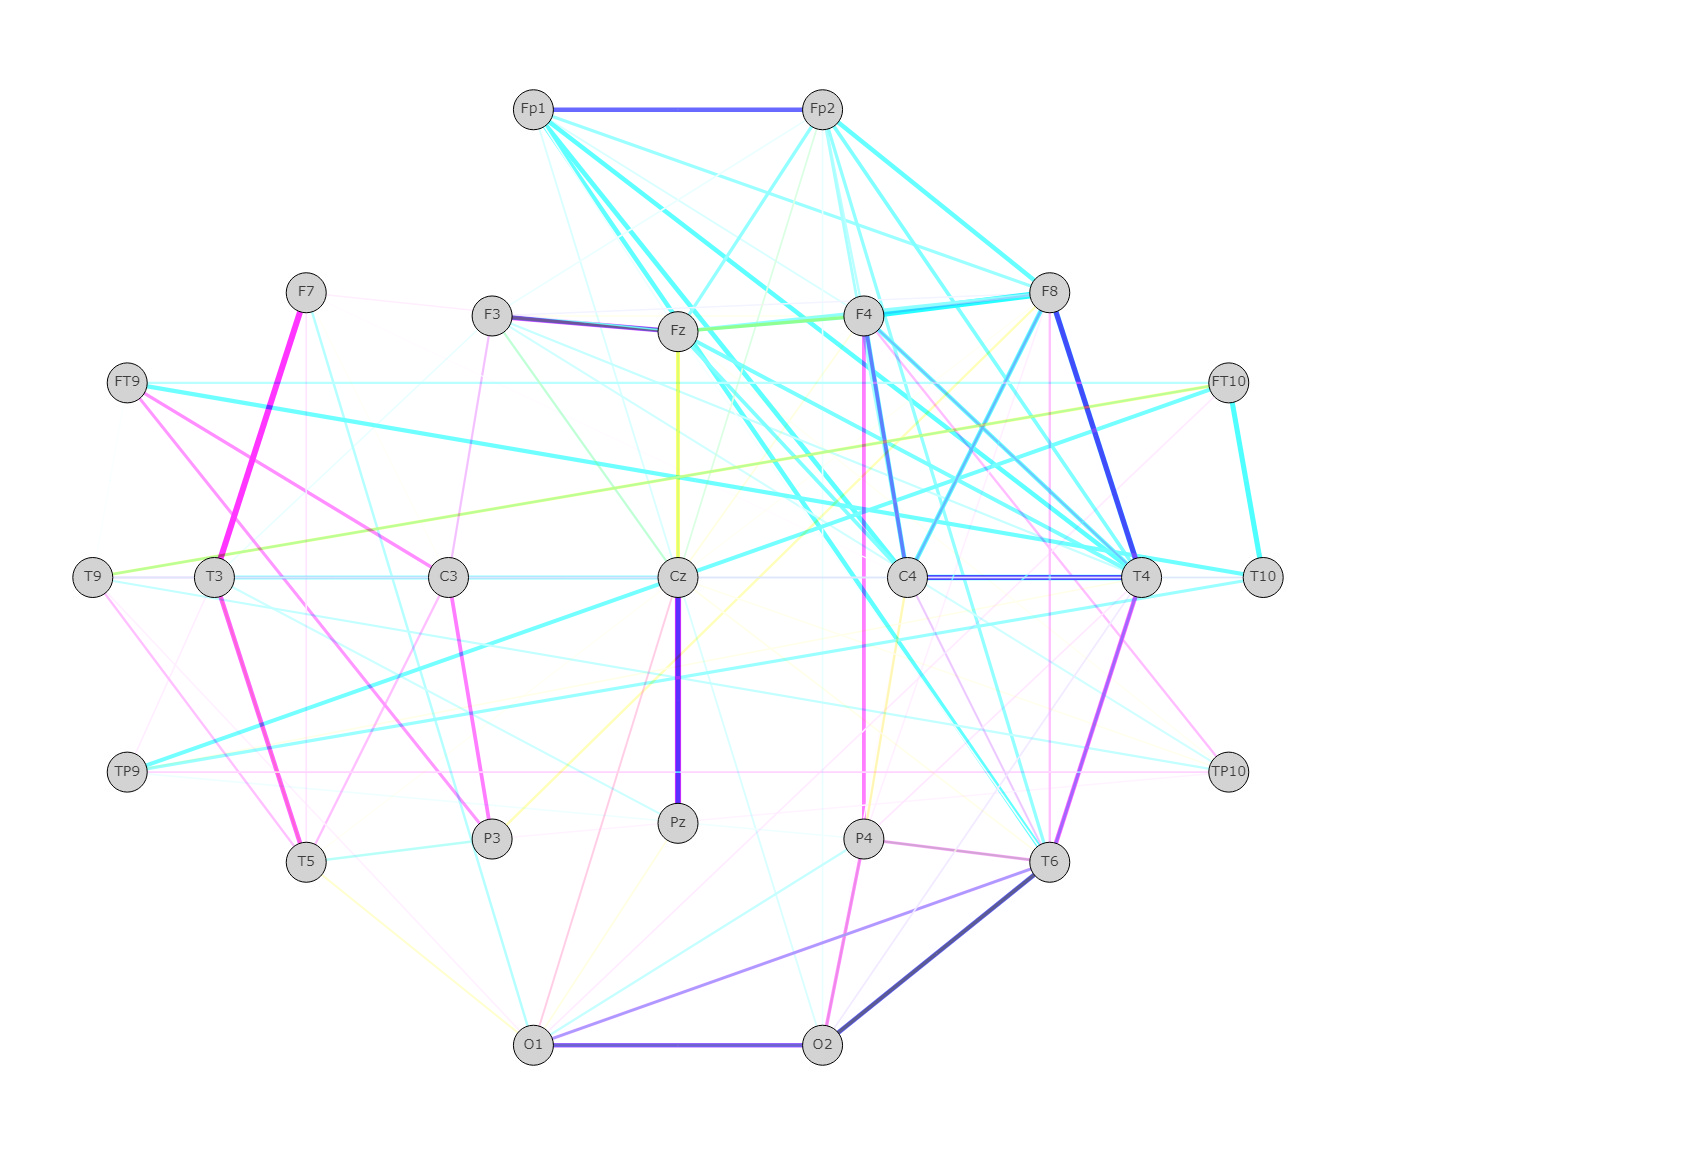 Fp1 Fp2
F7 F8
F3 Fz F4
FT9 FT10
T9 T3 C3 Cz C4 T4 T10
TP9 TP10
Pz
P3 P4
T5 T6
O1 O2